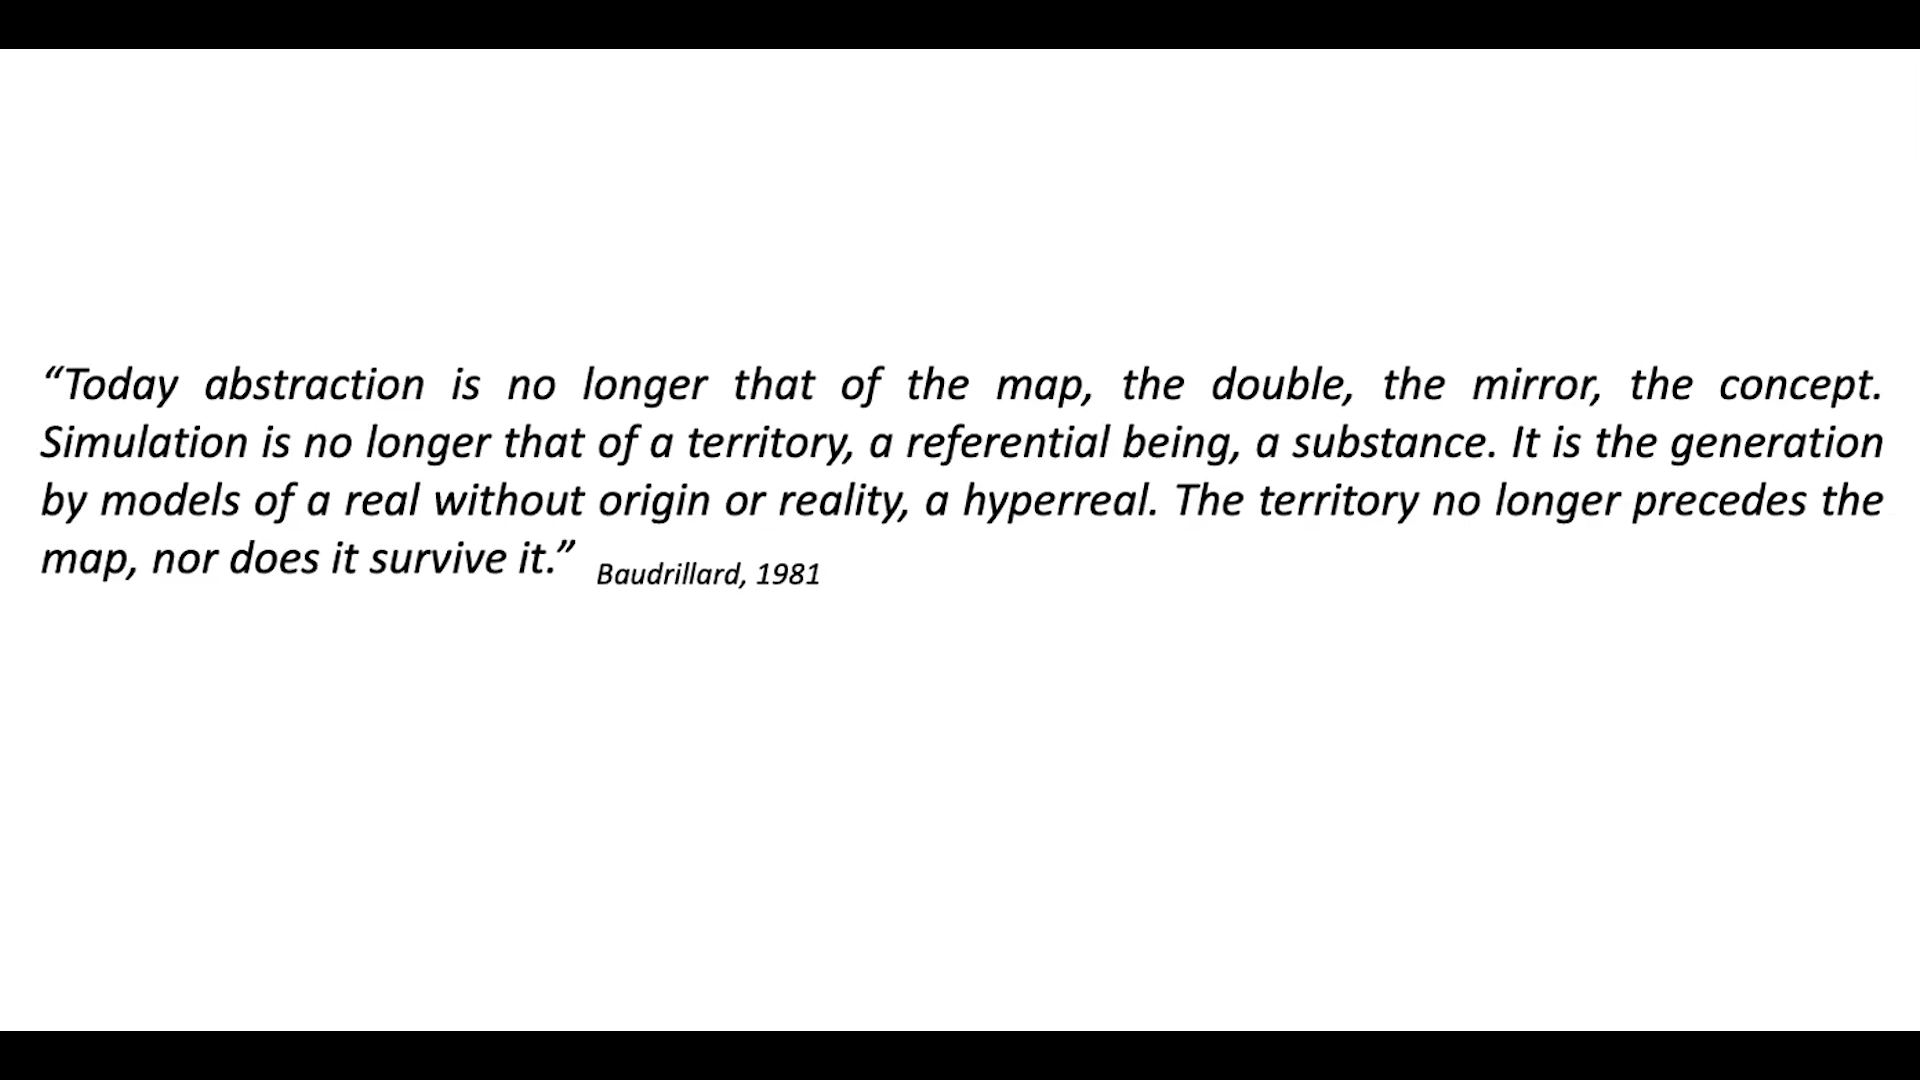 “Today abstraction is no longer that of the map, the double, the mirror, the concept.
Simulation is no longer that of a territory, a referential being, a substance. It is the generation
by models of a real without origin or reality, a hyperreal. The territory no longer precedes the
map, nor does it survive it.” Baudrillard, 1981